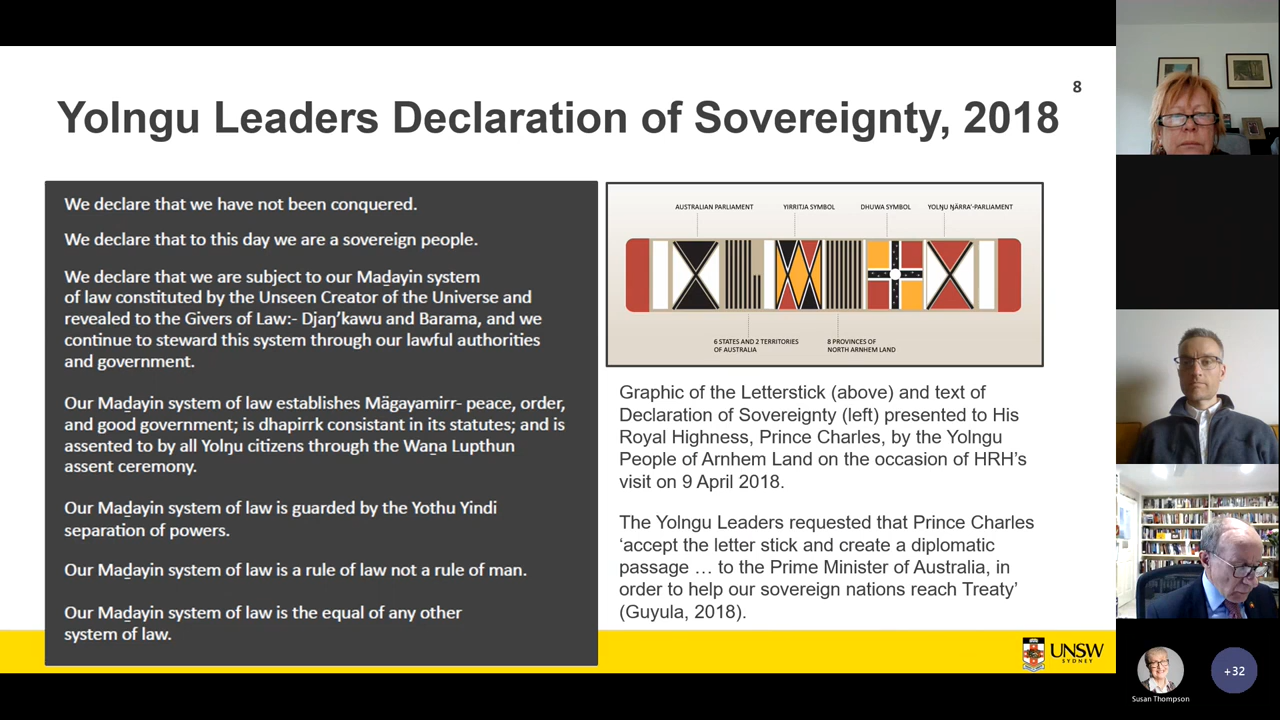 8
Yolngu Leaders Declaration of Sovereignty, 2018
We declare that we have not been conquered.
We declare that to this day we are a sovereign people.
We declare that we are subject to our Maḏayin system
of law constituted by the Unseen Creator of the Universe and
revealed to the Givers of Law:- Djaŋ’kawu and Barama, and we
continue to steward this system through our lawful authorities
and government.
Our Maḏayin system of law establishes Mägayamirr- peace, order,
and good government; is dhapirrk consistant in its statutes; and is
assented to by all Yolŋu citizens through the Waṉa Lupthun
assent ceremony.
Our Maḏayin system of law is guarded by the Yothu Yindi
separation of powers.
Our Maḏayin system of law is a rule of law not a rule of man.
Our Maḏayin system of law is the equal of any other
system of law.
AUSTRALIAN PARLIAMENT
YIRRITJA SYMBOL
DHUWA SYMBOL
YOLŊU ŊÄRRA’-PARLIAMENT
6 STATES AND 2 TERRITORIES
OF AUSTRALIA
8 PROVINCES OF
NORTH ARNHEM LAND
Graphic of the Letterstick (above) and text of
Declaration of Sovereignty (left) presented to His
Royal Highness, Prince Charles, by the Yolngu
People of Arnhem Land on the occasion of HRH’s
visit on 9 April 2018.
The Yolngu Leaders requested that Prince Charles
‘accept the letter stick and create a diplomatic
passage … to the Prime Minister of Australia, in
order to help our sovereign nations reach Treaty’
(Guyula, 2018).
UNSW
SYDNEY
Susan Thompson
+32